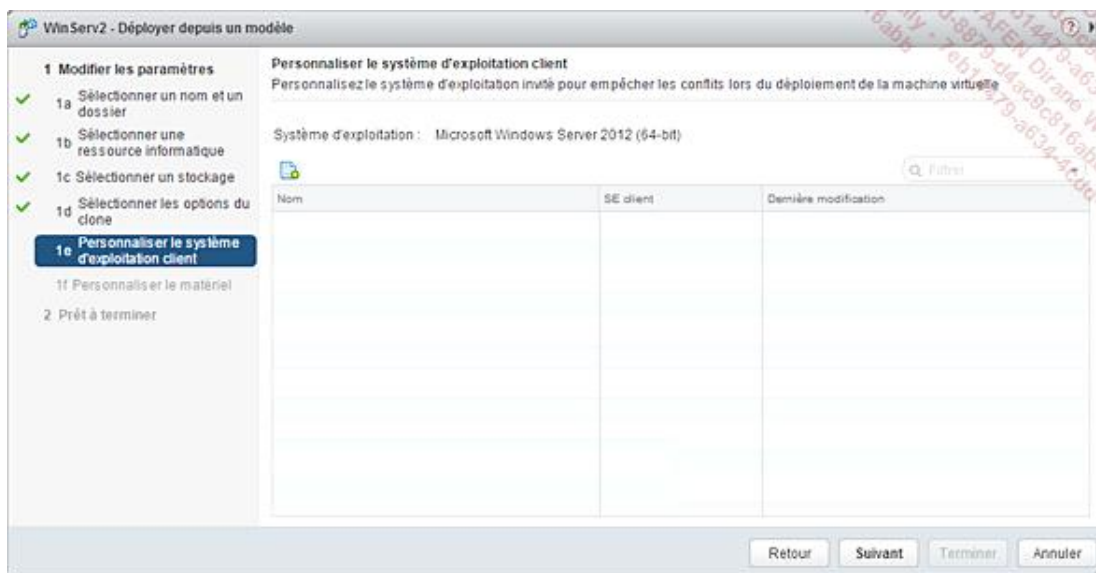 WinServ2 - Déployer depuis un modèle
1 Modifier les paramètres
1a Sélectionner un nom et un
dossier
1b Sélectionner une
ressource informatique
1c Sélectionner un stockage
1d Sélectionner les options du
clone
1e Personnaliser le système
d'exploitation client
1f Personnaliser le matériel
2 Prêt à terminer
Personnaliser le système d'exploitation client
Personnalisez le système d'exploitation invité pour empêcher les conflits lors du déploiement de la machine virtuelle
Système d'exploitation : Microsoft Windows Server 2012 (64-bit)
Filtrer
Nom SE client Dernière modification
Retour Suivant Terminer Annuler